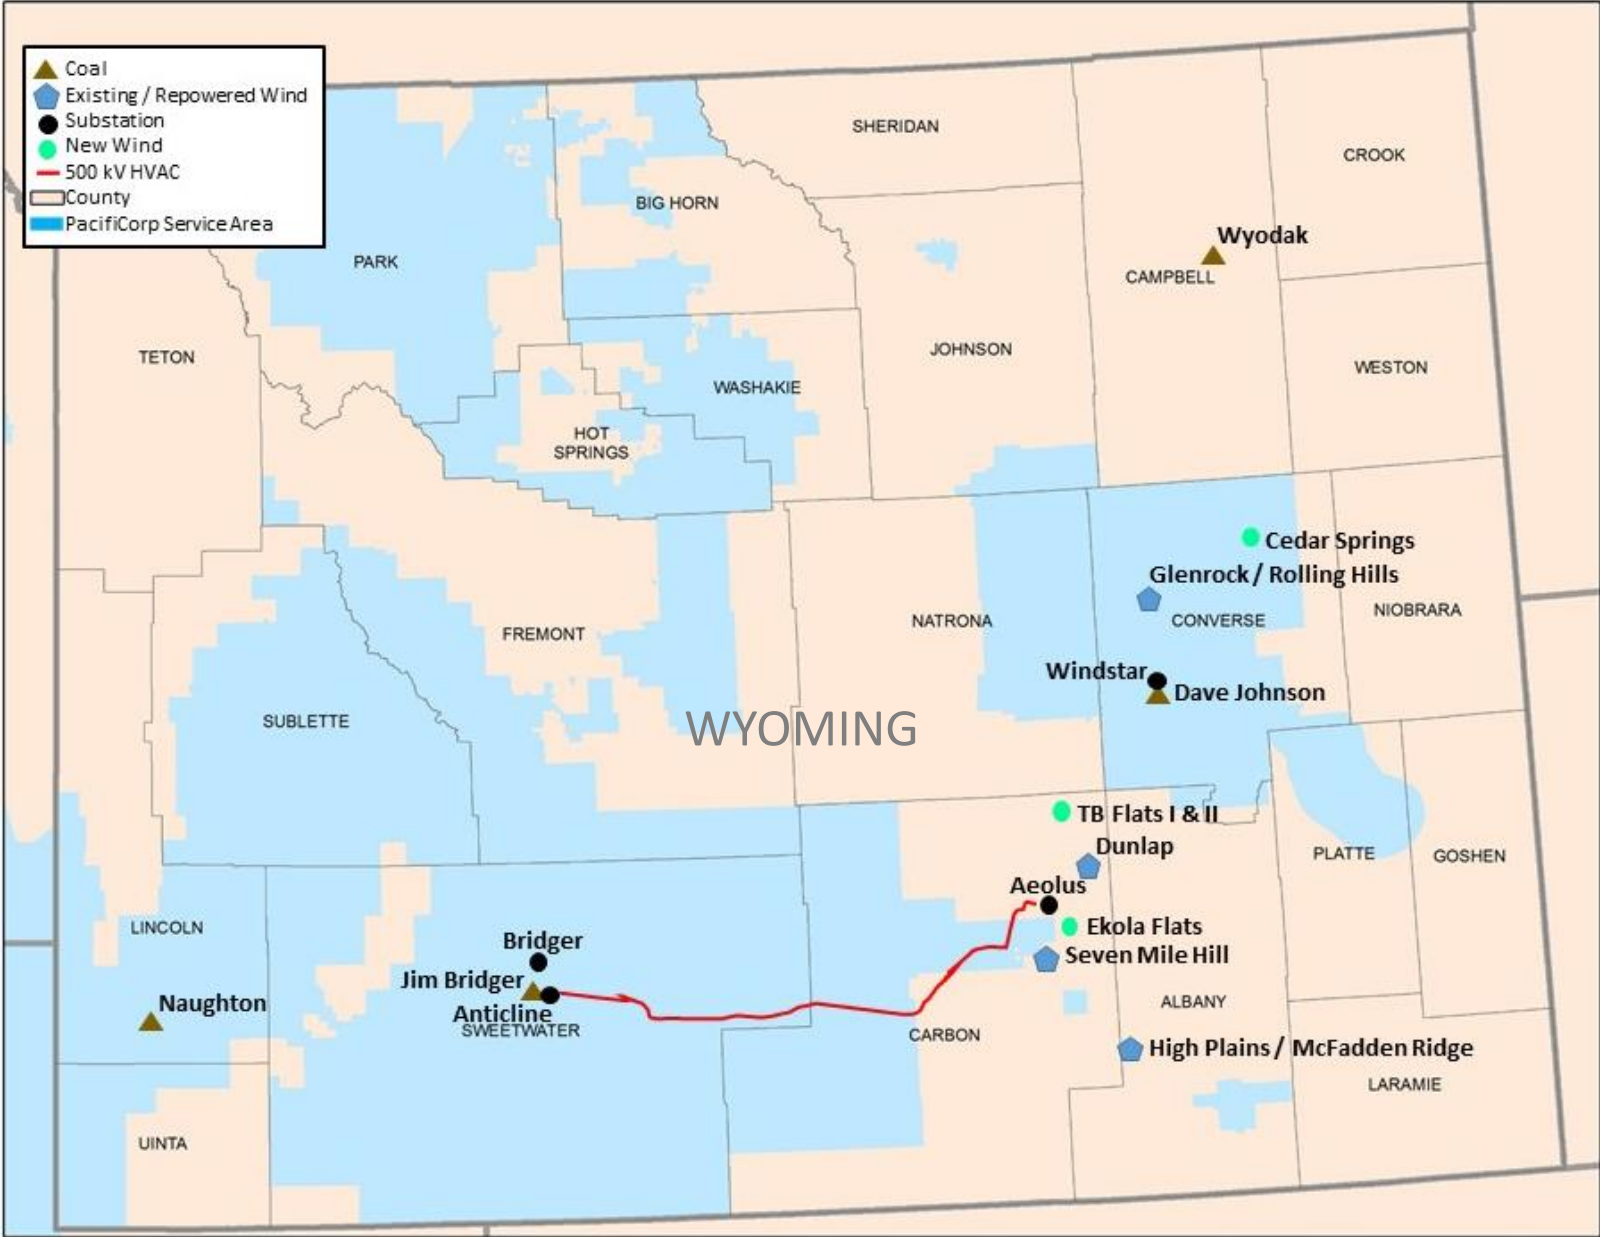 Coal
Existing / Repowered Wind
Substation
New Wind
500 kV HVAC
County
PacifiCorp Service Area
SHERIDAN
CROOK
BIG HORN
Wyodak
PARK
CAMPBELL
TETON
JOHNSON
WESTON
WASHAKIE
HOT
SPRINGS
Cedar Springs
Glenrock / Rolling Hills
NIOBRARA
NATRONA
CONVERSE
FREMONT
Windstar
Dave Johnson
SUBLETTE
WYOMING
TB Flats I & II
Dunlap
PLATTE
GOSHEN
Aeolus
LINCOLN
Ekola Flats
Bridger
Seven Mile Hill
Jim Bridger
Naughton
ALBANY
Anticline
SWEETWATER
CARBON
High Plains / McFadden Ridge
LARAMIE
UINTA